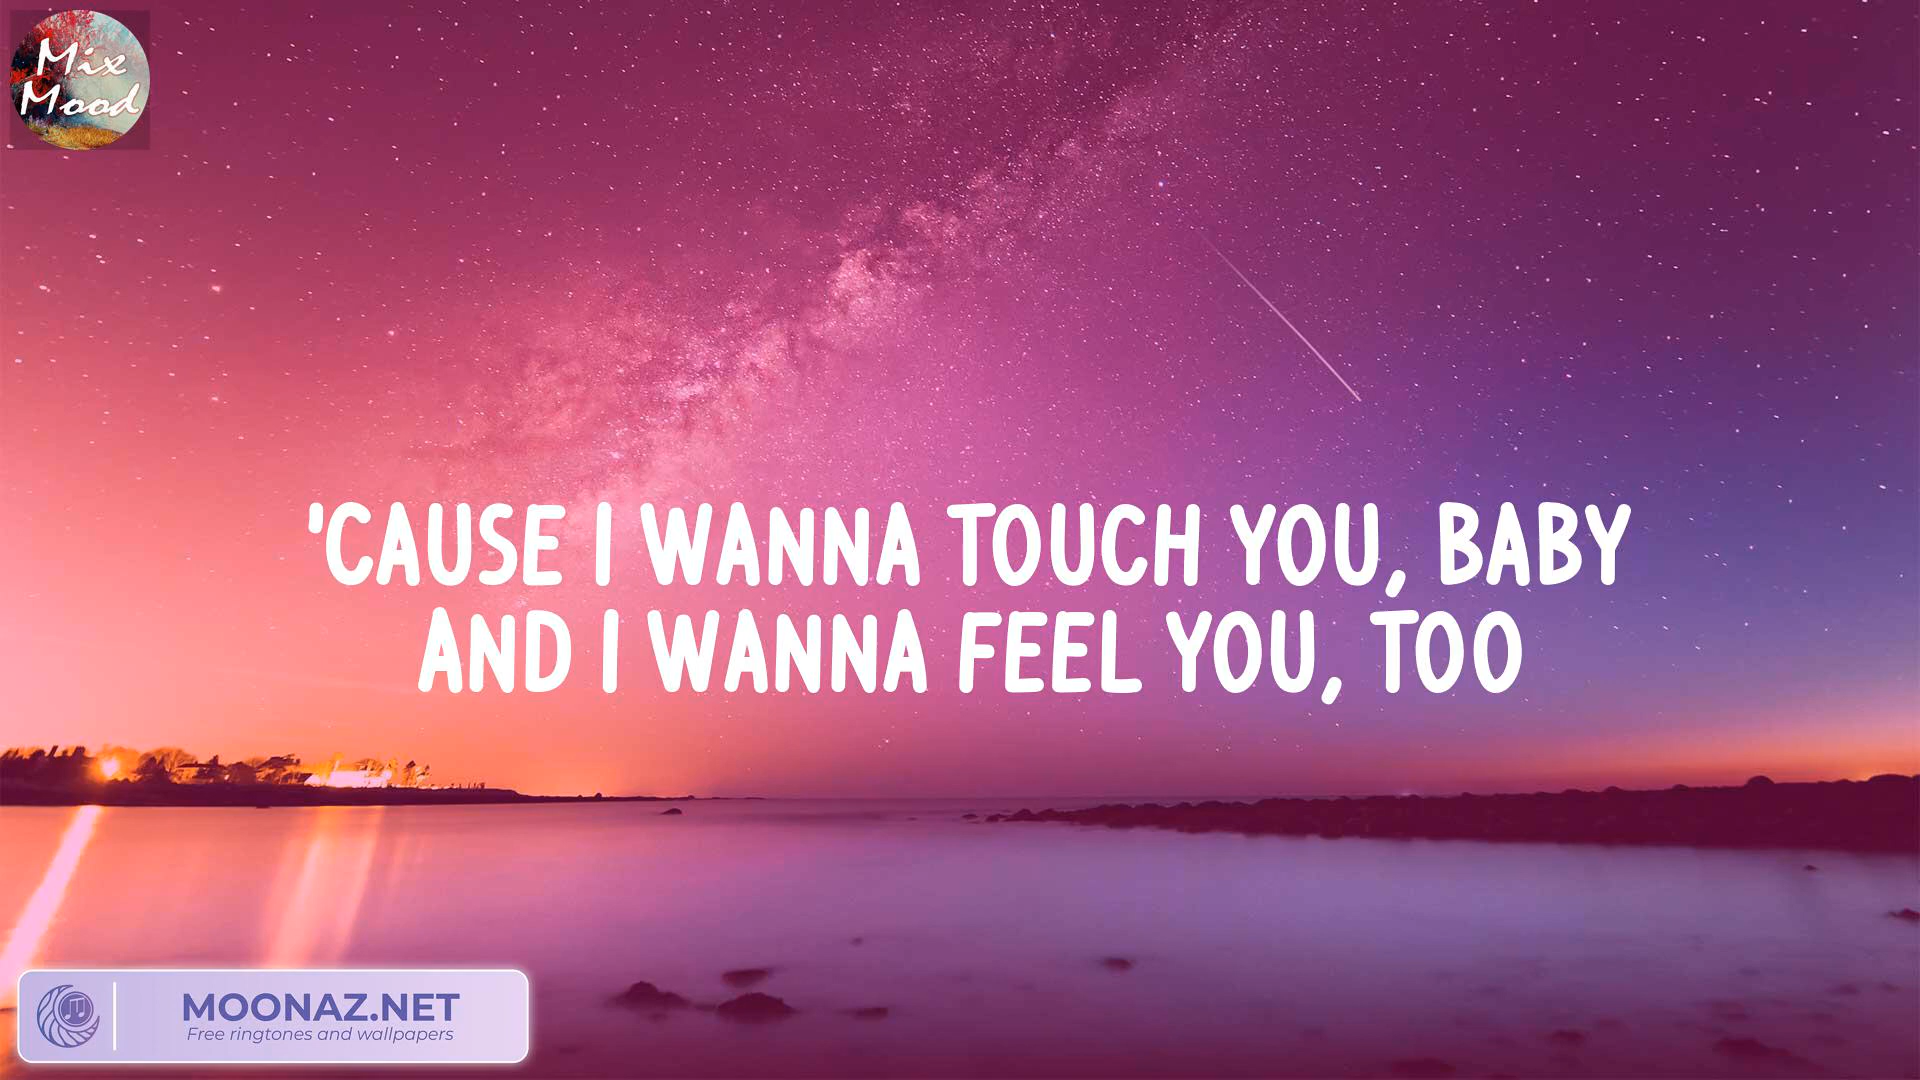 Mix
Mood
'CAUSE I WANNA TOUCH YOU, BABY
AND I WANNA FEEL YOU, TOO
MOONAZ.NET
Free ringtones and wallpapers